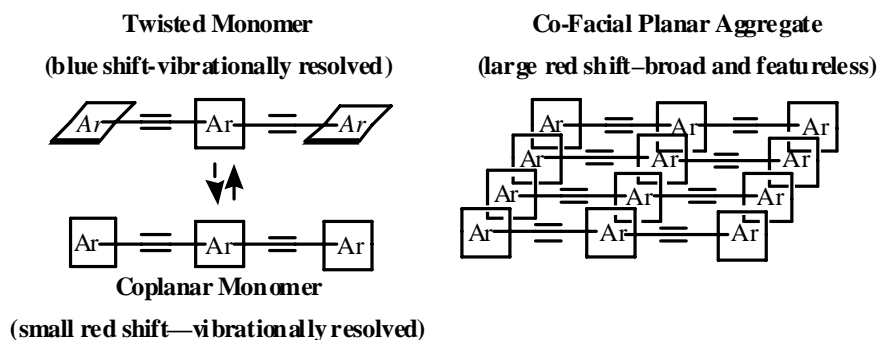 Twisted Monomer
(blue shift-vibrationally resolved)
Ar Ar Ar
Ar Ar Ar
Coplanar Monomer
(small red shift—vibrationally resolved)
Co-Facial Planar Aggregate
(large red shift–broad and featureless)
Ar Ar Ar
Ar Ar Ar
Ar Ar Ar
Ar Ar Ar